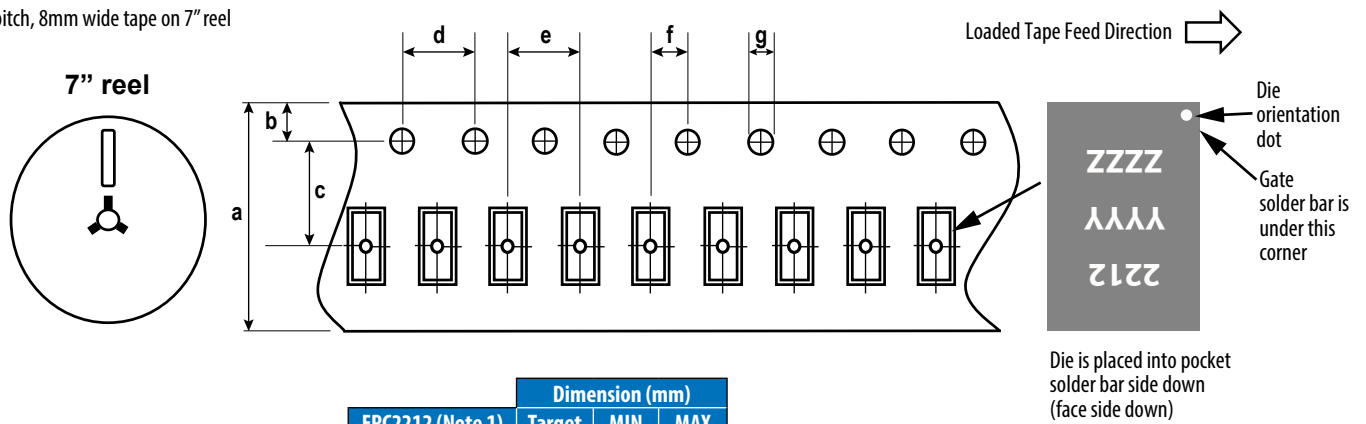 pitch, 8mm wide tape on 7” reel
Loaded Tape Feed Direction
7” reel
a
b
c
d
e
f
g
Die
orientation
dot
Gate
solder bar is
under this
corner
2212
YYYY
ZZZZ
Die is placed into pocket
solder bar side down
(face side down)
Dimension (mm)
EPC2212 (Note 1) Target MIN MAX